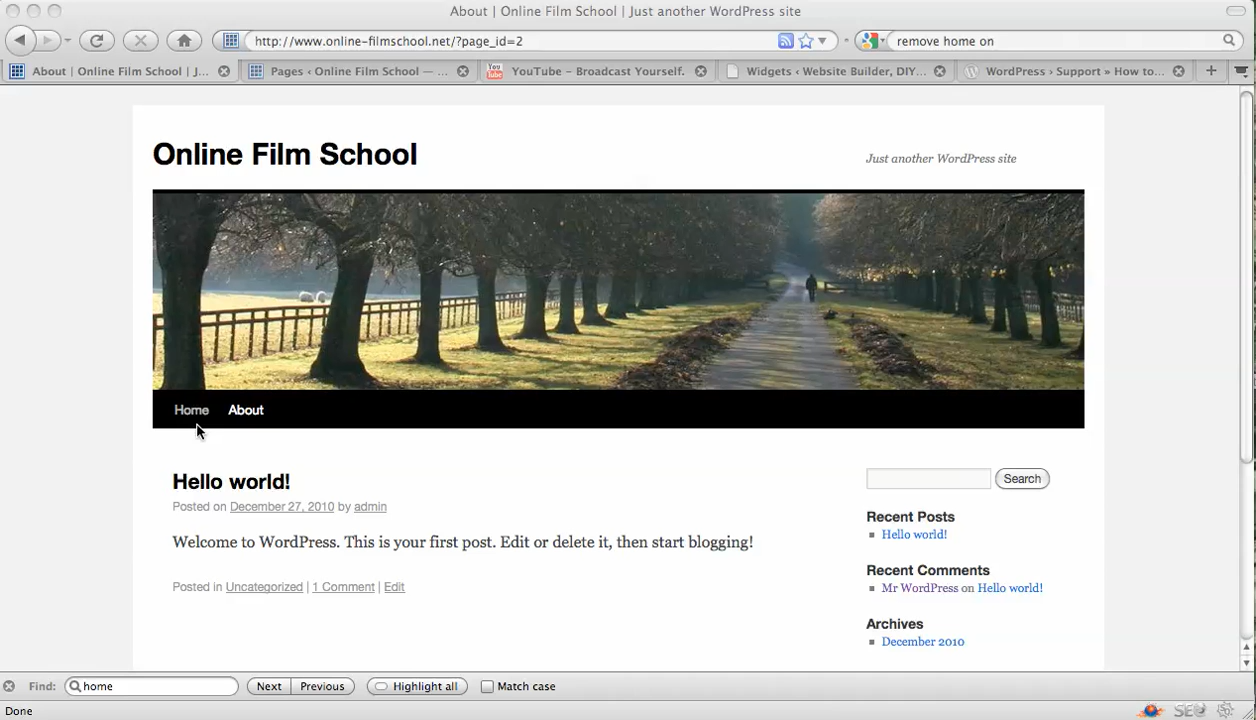 About | Online Film School | Just another WordPress site
http://www.online-filmschool.net/?page_id=2
remove home on
About | Online Film School | J...
Pages ‹ Online Film School — ...
You Tube
YouTube – Broadcast Yourself.
Widgets ‹ Website Builder, DIY...
WordPress › Support » How to...
Online Film School
Just another WordPress site
Home
About
Hello world!
Posted on December 27, 2010 by admin
Welcome to WordPress. This is your first post. Edit or delete it, then start blogging!
Posted in Uncategorized | 1 Comment | Edit
Search
Recent Posts
Hello world!
Recent Comments
Mr WordPress on Hello world!
Archives
December 2010
Find:
home
Next
Previous
Highlight all
Match case
Done
SEO